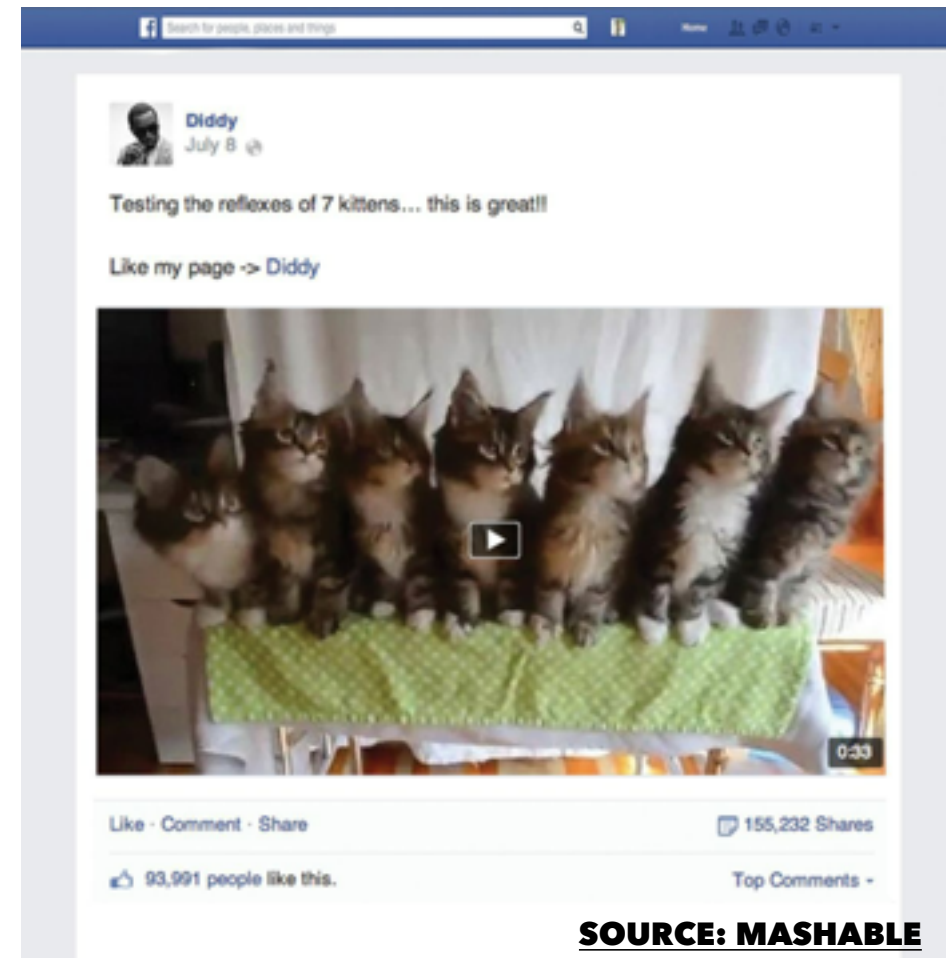 f
Search for people, places and things
Home
Diddy
July 8
Testing the reflexes of 7 kittens... this is great!!
Like my page -> Diddy
0:33
Like · Comment · Share
155,232 Shares
93,991 people like this.
Top Comments
SOURCE: MASHABLE